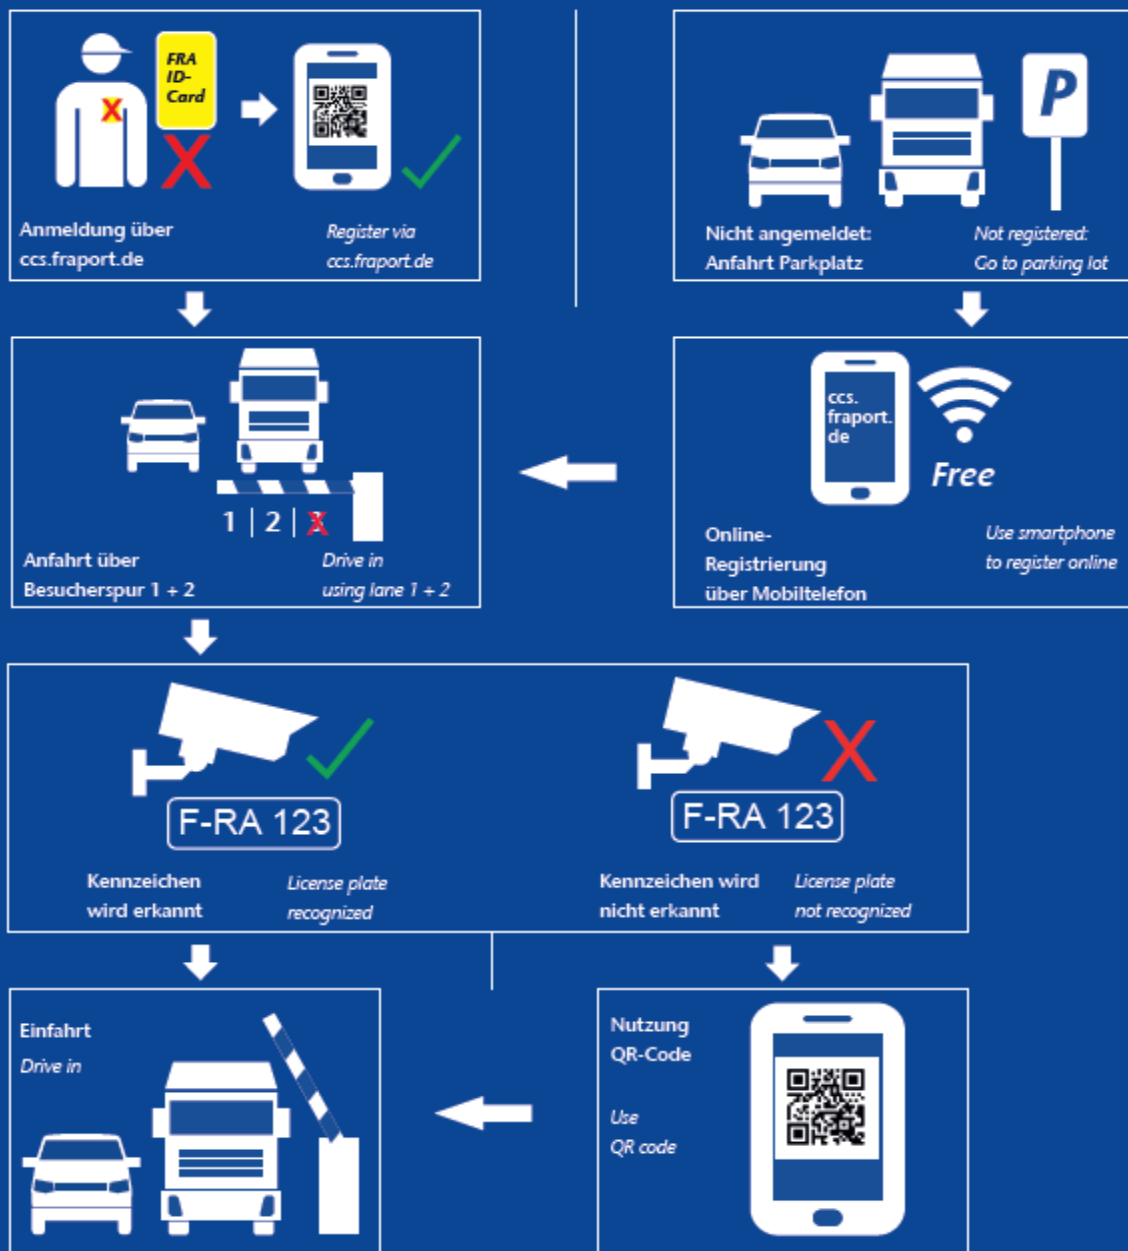 FRA
ID-
Card
X
X
Anmeldung über
ccs.fraport.de
Register via
ccs.fraport.de
P
Nicht angemeldet:
Anfahrt Parkplatz
Not registered:
Go to parking lot
1 | 2 | 3
X
Anfahrt über
Besucherspur 1 + 2
Drive in
using lane 1 + 2
ccs.
fraport.
de
Free
Online-
Registrierung
über Mobiltelefon
Use smartphone
to register online
F-RA 123
Kennzeichen
wird erkannt
License plate
recognized
X
F-RA 123
Kennzeichen wird
nicht erkannt
License plate
not recognized
Einfahrt
Drive in
Nutzung
QR-Code
Use
QR code